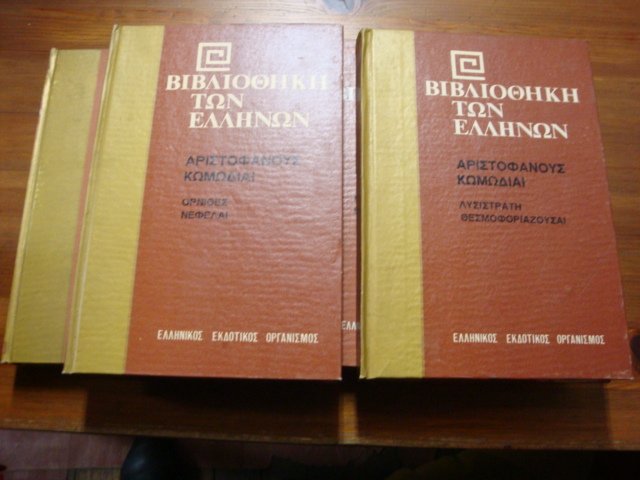 ΒΙΒΛΙΟΘΗΚΗ
ΤΩΝ
ΕΛΛΗΝΩΝ
ΑΡΙΣΤΟΦΑΝΟΥΣ
ΚΩΜΩΔΙΑΙ
ΟΡΝΙΘΕΣ
ΝΕΦΕΛΑΙ
ΕΛΛΗΝΙΚΟΣ ΕΚΔΟΤΙΚΟΣ ΟΡΓΑΝΙΣΜΟΣ
ΒΙΒΛΙΟΘΗΚΗ
ΤΩΝ
ΕΛΛΗΝΩΝ
ΑΡΙΣΤΟΦΑΝΟΥΣ
ΚΩΜΩΔΙΑΙ
ΛΥΣΙΣΤΡΑΤΗ
ΘΕΣΜΟΦΟΡΙΑΖΟΥΣΑΙ
ΕΛΛΗΝΙΚΟΣ ΕΚΔΟΤΙΚΟΣ ΟΡΓΑΝΙΣΜΟΣ